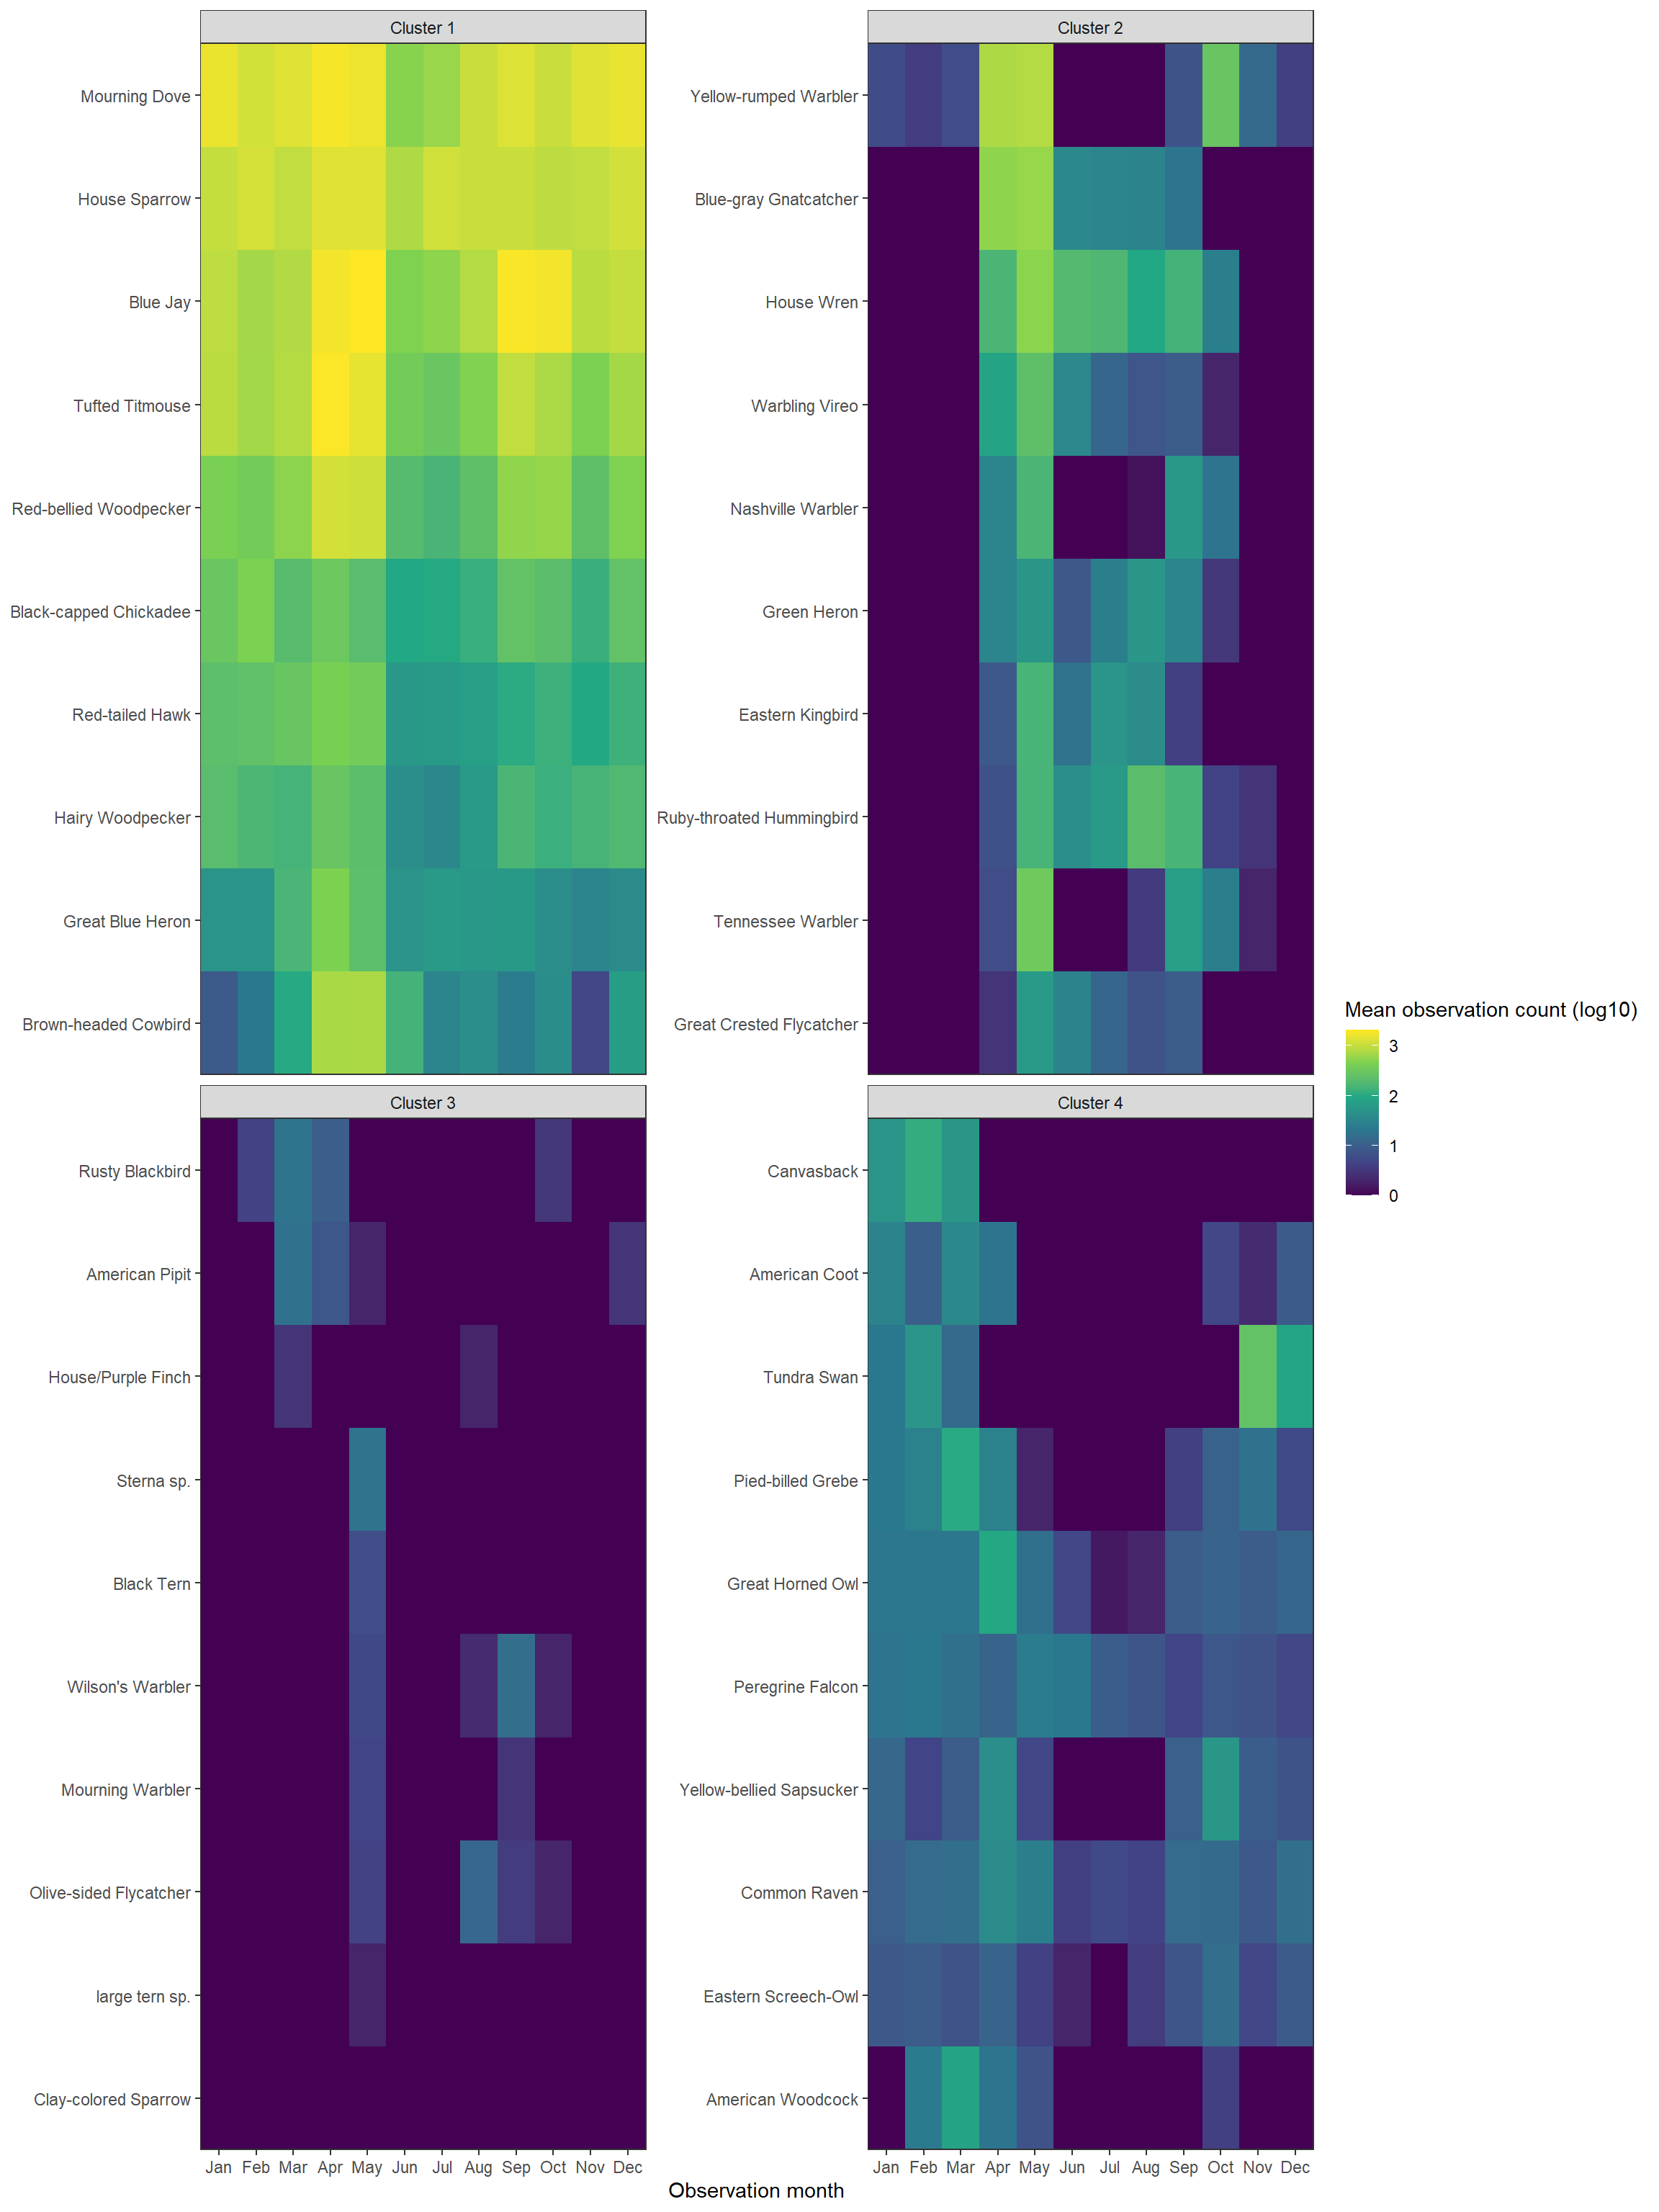 Cluster 1
Mourning Dove
House Sparrow
Blue Jay
Tufted Titmouse
Red-bellied Woodpecker
Black-capped Chickadee
Red-tailed Hawk
Hairy Woodpecker
Great Blue Heron
Brown-headed Cowbird
Cluster 2
Yellow-rumped Warbler
Blue-gray Gnatcatcher
House Wren
Warbling Vireo
Nashville Warbler
Green Heron
Eastern Kingbird
Ruby-throated Hummingbird
Tennessee Warbler
Great Crested Flycatcher
Cluster 3
Rusty Blackbird
American Pipit
House/Purple Finch
Sterna sp.
Black Tern
Wilson's Warbler
Mourning Warbler
Olive-sided Flycatcher
large tern sp.
Clay-colored Sparrow
Jan Feb Mar Apr May Jun Jul Aug Sep Oct Nov Dec
Cluster 4
Canvasback
American Coot
Tundra Swan
Pied-billed Grebe
Great Horned Owl
Peregrine Falcon
Yellow-bellied Sapsucker
Common Raven
Eastern Screech-Owl
American Woodcock
Jan Feb Mar Apr May Jun Jul Aug Sep Oct Nov Dec
Observation month
Mean observation count (log10)
3
2
1
0